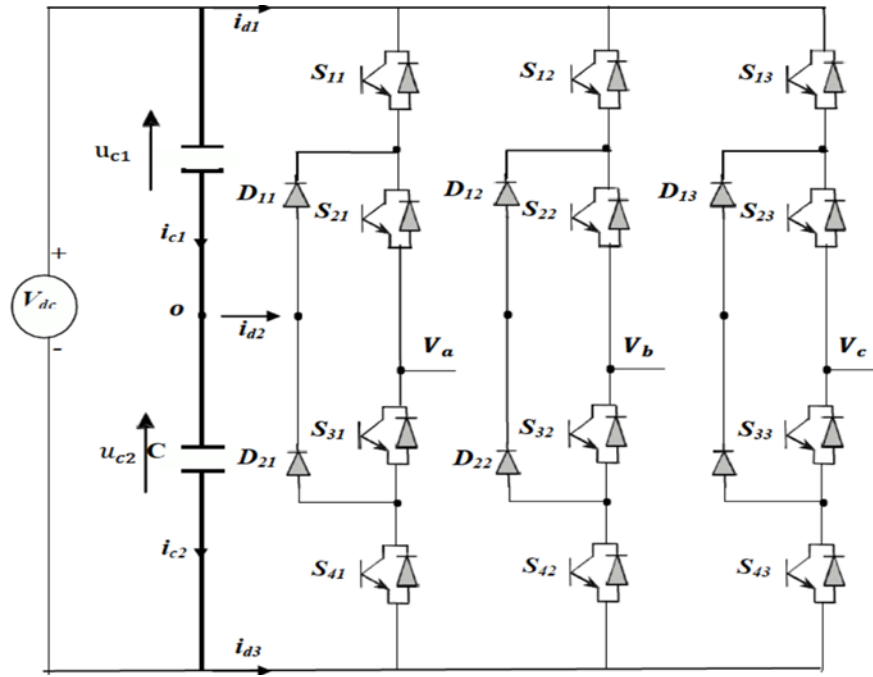 i_d1
S_11
S_12
S_13
u_c1
D_11
D_12
D_13
S_21
S_22
S_23
i_c1
+
V_dc
-
o
i_d2
V_a
V_b
V_c
u_c2 C
D_21
D_22
S_31
S_32
S_33
i_c2
S_41
S_42
S_43
i_d3